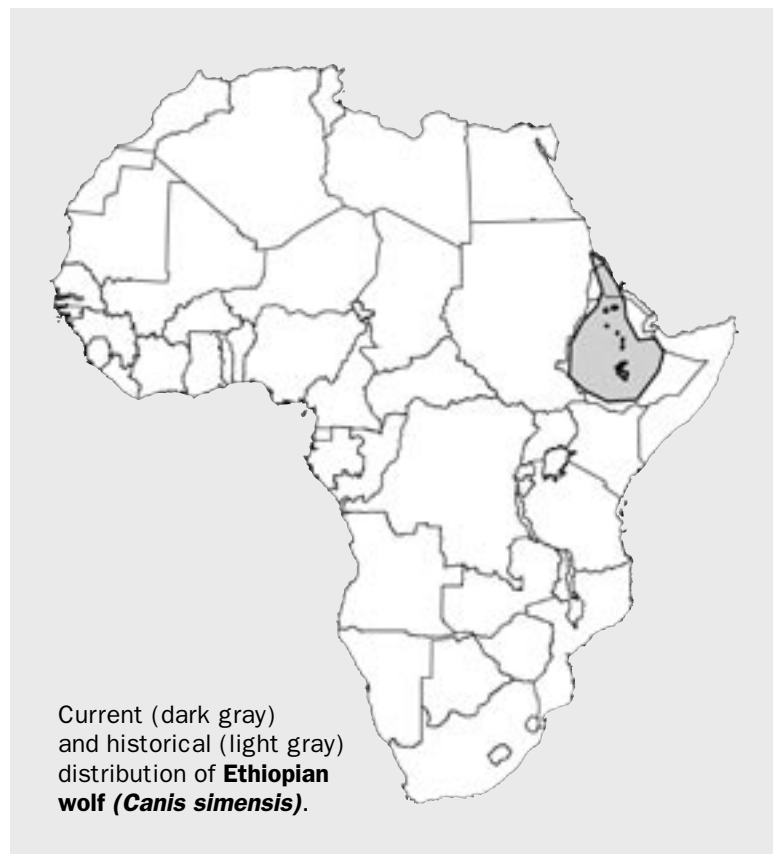 Current (dark gray)
and historical (light gray)
distribution of Ethiopian
wolf (Canis simensis).